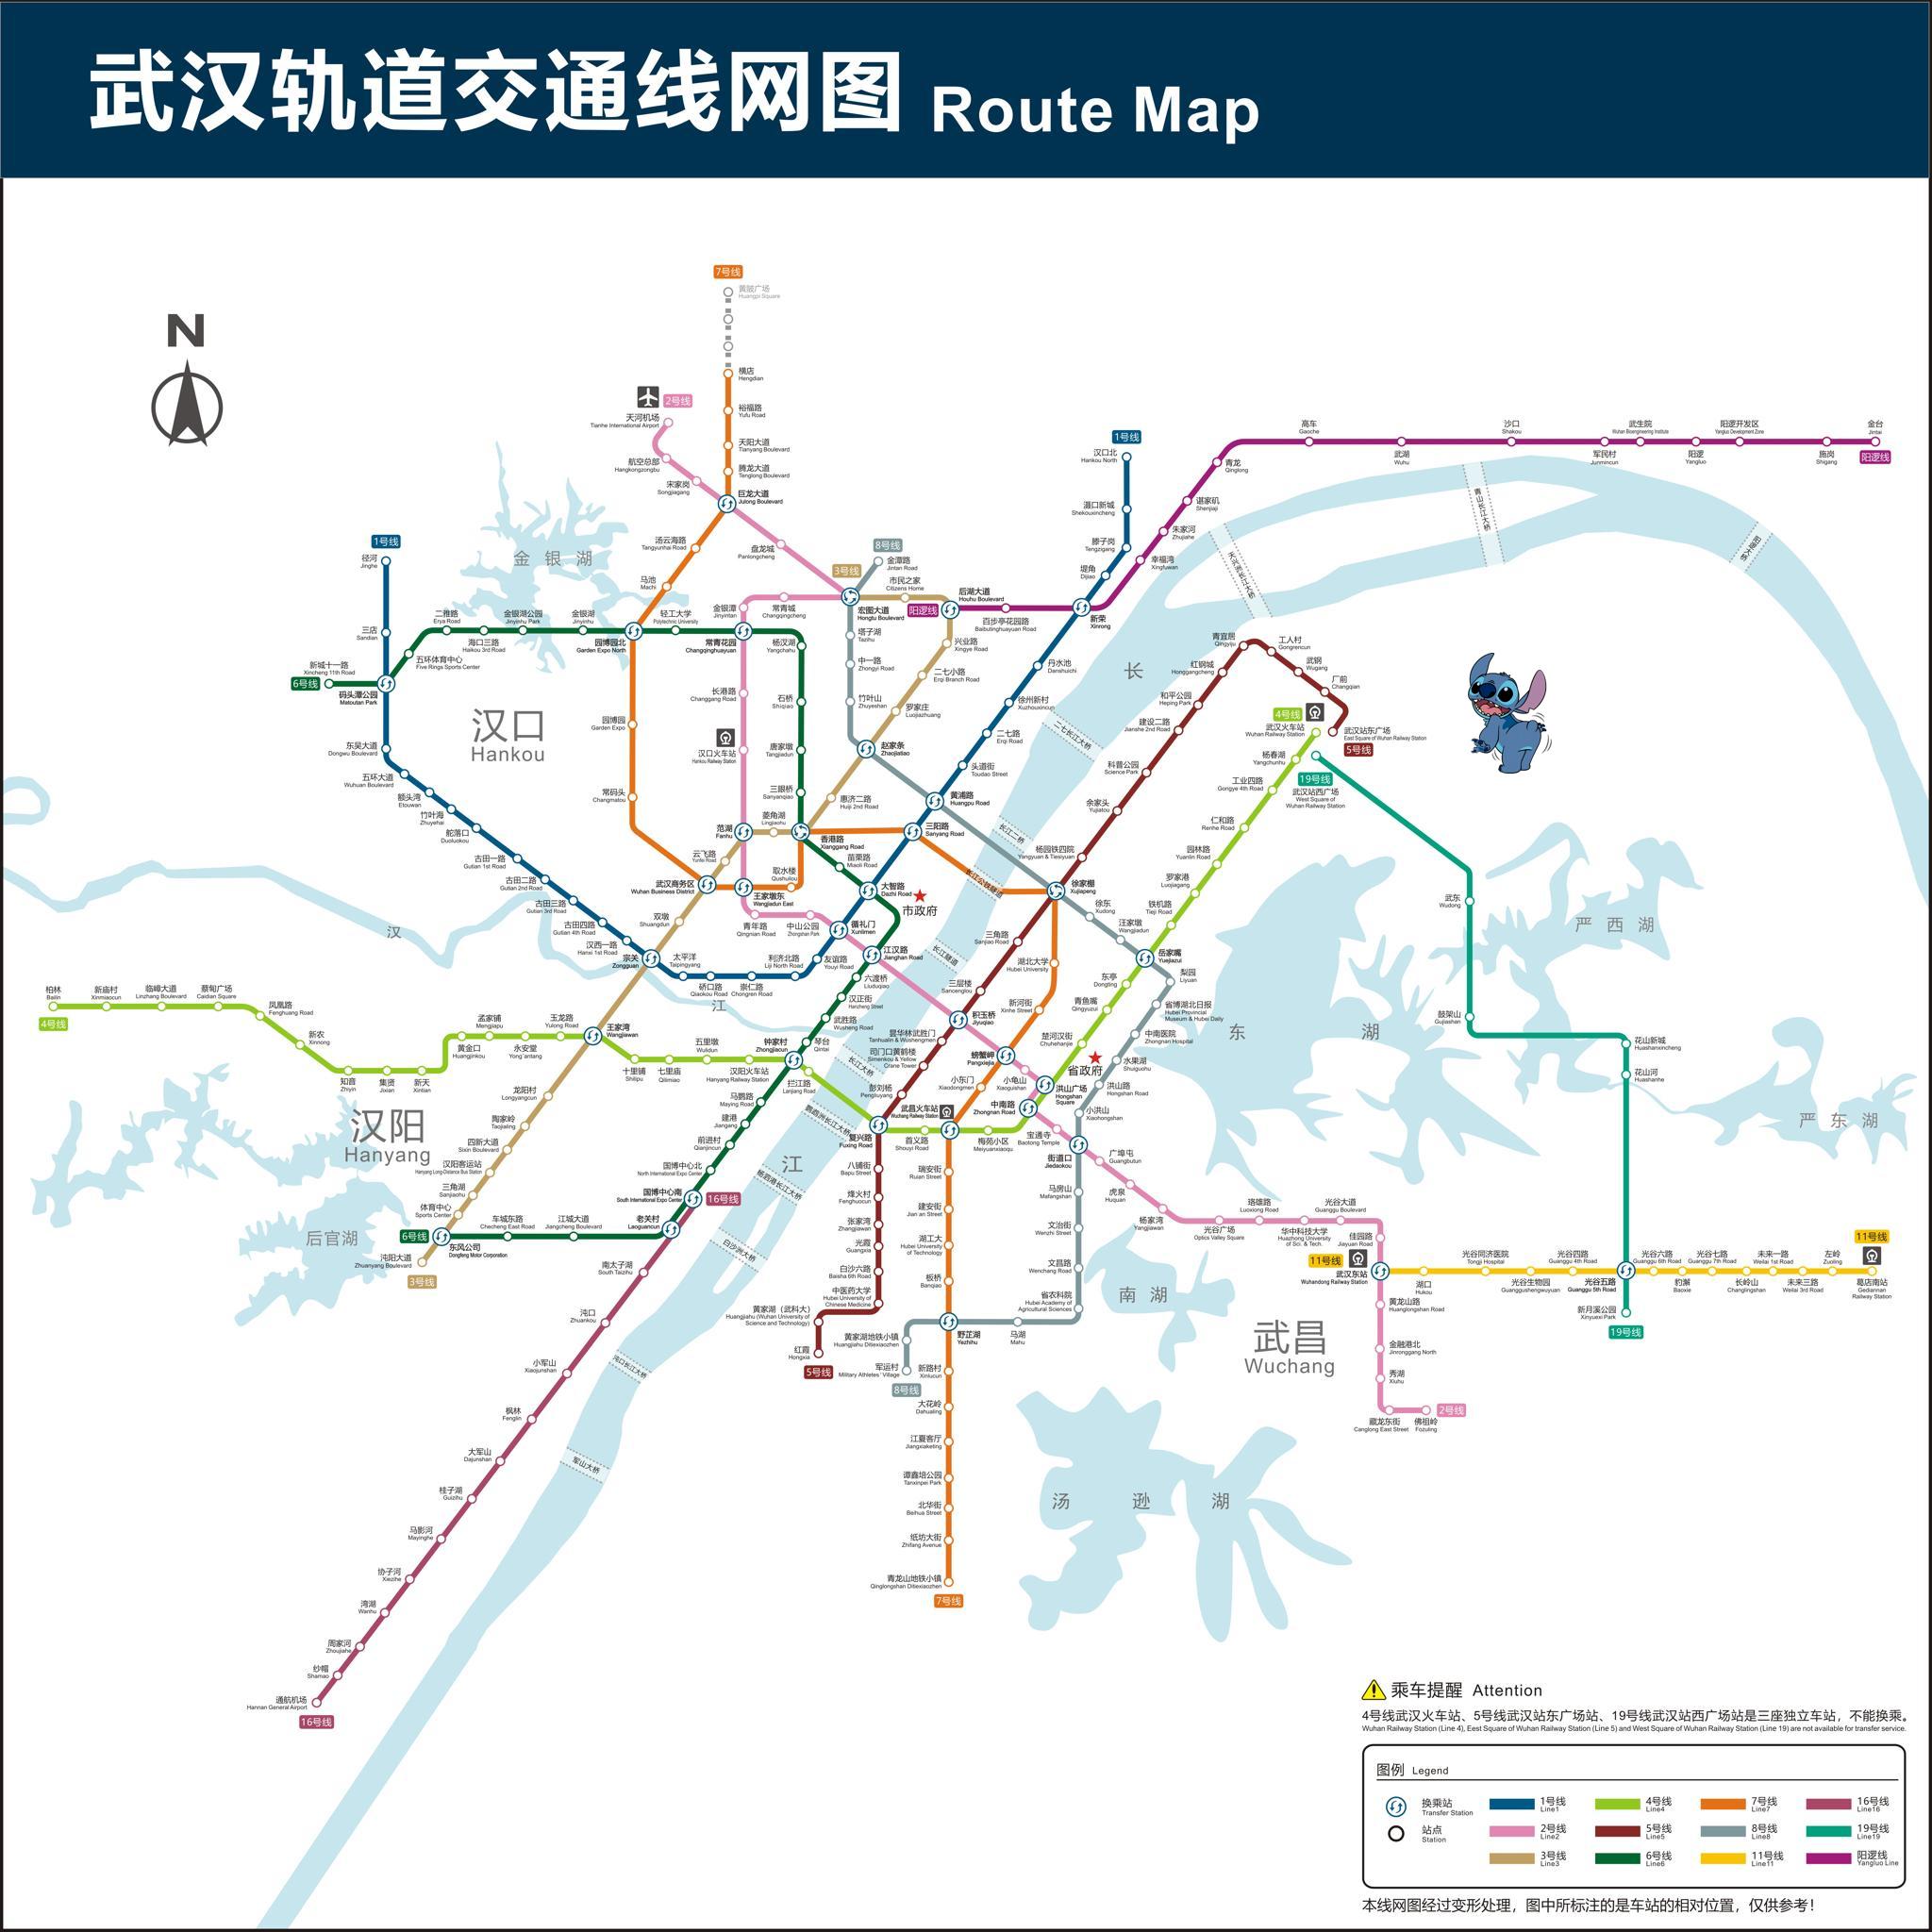 武汉轨道交通线网图 Route Map
N
7号线
黄陂广场
Huangpi Square
横店
Hengdian
裕福路
Yufu Road
天阳大道
Tianyang Boulevard
腾龙大道
Tenglong Boulevard
巨龙大道
Julong Boulevard
2号线
天河机场
Tianhe International Airport
航空总部
Hangkongzongbu
宋家岗
Songjiagang
汤云海路
Tangyunhai Road
马池
Machi
盘龙城
Panlongcheng
金银湖
1号线
径河
Jinghe
三店
Sandian
新城十一路
Xincheng 11th Road
6号线
码头潭公园
Matoutan Park
五环体育中心
Five Rings Sports Center
二雅路
Erya Road
海口三路
Haikou 3rd Road
金银湖公园
Jinyinhu Park
金银湖
Jinyinhu
园博园北
Garden Expo North
轻工大学
Polytechnic University
常青花园
Changqinghuayuan
杨汊湖
Yangchahu
金银潭
Jinyintan
常青城
Changqingcheng
3号线
8号线
金潭路
Jintan Road
宏图大道
Hongtu Boulevard
市民之家
Citizens Home
阳逻线
后湖大道
Houhu Boulevard
百步亭花园路
Baibutinghuayuan Road
新荣
Xinrong
堤角
Dijiao
滕子岗
Tengzigang
滠口新城
Shekouxincheng
汉口北
Hankou North
1号线
幸福湾
Xingfuwan
朱家河
Zhujiahe
谌家矶
Shenjiaji
青龙
Qinglong
高车
Gaoche
武湖
Wuhu
沙口
Shakou
军民村
Junmincun
武生院
Wuhan Bioengineering Institute
阳逻
Yangluo
阳逻开发区
Yangluo Development Zone
施岗
Shigang
金台
Jintai
阳逻线
塔子湖
Tazihu
中一路
Zhongyi Road
竹叶山
Zhuyeshan
赵家条
Zhaojiatiao
兴业路
Xingye Road
二七小路
Erqi Branch Road
罗家庄
Luojiazhuang
惠济二路
Huiji 2nd Road
丹水池
Danshuichi
徐州新村
Xuzhouxincun
二七路
Erqi Road
头道街
Toudao Street
黄浦路
Huangpu Road
三阳路
Sanyang Road
大智路
Dazhi Road
循礼门
Xunlimen
友谊路
Youyi Road
利济北路
Liji North Road
崇仁路
Chongren Road
硚口路
Qiaokou Road
太平洋
Taipingyang
宗关
Zongguan
汉西一路
Hanxi 1st Road
古田四路
Gutian 4th Road
古田三路
Gutian 3rd Road
古田二路
Gutian 2nd Road
古田一路
Gutian 1st Road
舵落口
Duoluokou
竹叶海
Zhuyehai
额头湾
Etouwan
五环大道
Wuhuan Boulevard
东吴大道
Dongwu Boulevard
汉口
Hankou
园博园
Garden Expo
常码头
Changmatou
武汉商务区
Wuhan Business District
王家墩东
Wangjiadun East
取水楼
Qushuilou
香港路
Xianggang Road
苗栗路
Miaoli Road
长港路
Changgang Road
汉口火车站
Hankou Railway Station
范湖
Fanhu
菱角湖
Lingjiaohu
云飞路
Yunfei Road
双墩
Shuangdun
石桥
Shiqiao
唐家墩
Tangjiadun
三眼桥
Sanyanqiao
青年路
Qingnian Road
中山公园
Zhongshan Park
江汉路
Jianghan Road
六渡桥
Liuduqiao
汉正街
Hanzheng Street
武胜路
Wusheng Road
琴台
Qintai
钟家村
Zhongjiacun
市政府
长
江
汉
江
天兴洲长江大桥
青山长江大桥
阳逻大桥
二七长江大桥
长江二桥
长江公铁隧道
长江隧道
长江大桥
鹦鹉洲长江大桥
杨泗港长江大桥
白沙洲大桥
沌口长江大桥
军山大桥
青宜居
Qingyiju
工人村
Gongrencun
武钢
Wugang
厂前
Changqian
武汉站东广场
East Square of Wuhan Railway Station
5号线
4号线
武汉火车站
Wuhan Railway Station
19号线
武汉站西广场
West Square of
Wuhan Railway Station
红钢城
Honggangcheng
和平公园
Heping Park
建设二路
Jianshe 2nd Road
科普公园
Science Park
余家头
Yujiatou
杨园铁四院
Yangyuan & Tiesiyuan
徐家棚
Xujiapeng
杨春湖
Yangchunhu
工业四路
Gongye 4th Road
仁和路
Renhe Road
园林路
Yuanlin Road
罗家港
Luojiagang
铁机路
Tieji Road
岳家嘴
Yuejiazui
徐东
Xudong
汪家墩
Wangjiadun
梨园
Liyuan
省博湖北日报
Hubei Provincial
Museum & Hubei Daily
中南医院
Zhongnan Hospital
水果湖
Shuiguohu
洪山路
Hongshan Road
小洪山
Xiaohongshan
街道口
Jiedaokou
东亭
Dongting
青鱼嘴
Qingyuzui
楚河汉街
Chuhehanjie
省政府
洪山广场
Hongshan
Square
中南路
Zhongnan Road
三角路
Sanjiao Road
湖北大学
Hubei University
三层楼
Sancenglou
新河街
Xinhe Street
积玉桥
Jiyuqiao
螃蟹岬
Pangxiejia
小龟山
Xiaoguishan
小东门
Xiaodongmen
昙华林武胜门
Tanhualin & Wushengmen
司门口黄鹤楼
Simenkou & Yellow
Crane Tower
彭刘杨
Pengliuyang
武昌火车站
Wuchang Railway Station
复兴路
Fuxing Road
首义路
Shouyi Road
梅苑小区
Meiyuanxiaoqu
宝通寺
Baotong Temple
广埠屯
Guangbutun
虎泉
Huquan
杨家湾
Yangjiawan
光谷广场
Optics Valley Square
珞雄路
Luoxiong Road
华中科技大学
Huazhong University
of Sci. & Tech.
光谷大道
Guanggu Boulevard
佳园路
Jiayuan Road
11号线
武汉东站
Wuhandong Railway Station
黄龙山路
Huanglongshan Road
金融港北
Jinronggang North
秀湖
Xiuhu
藏龙东街
Canglong East Street
佛祖岭
Fozuling
2号线
湖口
Hukou
光谷同济医院
Tongji Hospital
光谷生物园
Guanggushengwuyuan
光谷四路
Guanggu 4th Road
光谷五路
Guanggu 5th Road
光谷六路
Guanggu 6th Road
豹澥
Baoxie
光谷七路
Guanggu 7th Road
长岭山
Changlingshan
未来一路
Weilai 1st Road
未来三路
Weilai 3rd Road
左岭
Zuoling
葛店南站
Gediannan
Railway Station
11号线
新月溪公园
Xinyuexi Park
19号线
武东
Wudong
鼓架山
Gujiashan
花山新城
Huashanxincheng
花山河
Huashanhe
严西湖
严东湖
东湖
南湖
汤逊湖
武昌
Wuchang
柏林
Bailin
4号线
新庙村
Xinmiaocun
临嶂大道
Linzhang Boulevard
蔡甸广场
Caidian Square
凤凰路
Fenghuang Road
新农
Xinnong
知音
Zhiyin
集贤
Jixian
新天
Xintian
黄金口
Huangjinkou
孟家铺
Mengjiapu
永安堂
Yong'antang
玉龙路
Yulong Road
王家湾
Wangjiawan
十里铺
Shilipu
七里庙
Qilimiao
五里墩
Wulidun
汉阳火车站
Hanyang Railway Station
拦江路
Lanjiang Road
汉阳
Hanyang
后官湖
龙阳村
Longyangcun
陶家岭
Taojialing
四新大道
Sixin Boulevard
汉阳客运站
Hanyang Long-Distance Bus Station
三角湖
Sanjiaohu
体育中心
Sports Center
6号线
东风公司
Dongfeng Motor Corporation
沌阳大道
Zhuanyang Boulevard
3号线
车城东路
Checheng East Road
江城大道
Jiangcheng Boulevard
老关村
Laoguancun
国博中心南
South International Expo Center
16号线
国博中心北
North International Expo Center
前进村
Qianjincun
建港
Jiangang
马鹦路
Maying Road
南太子湖
South Taizihu
沌口
Zhuankou
小军山
Xiaojunshan
枫林
Fenglin
大军山
Dajunshan
桂子湖
Guizihu
马影河
Mayinghe
协子河
Xiezihe
湾湖
Wanhu
周家河
Zhoujiahe
纱帽
Shamao
通航机场
Hannan General Airport
16号线
八铺街
Bapu Street
烽火村
Fenghuocun
张家湾
Zhangjiawan
光霞
Guangxia
白沙六路
Baisha 6th Road
中医药大学
Hubei University of
Chinese Medicine
黄家湖（武科大）
Huangjiahu (Wuhan University of
Science and Technology)
红霞
Hongxia
5号线
瑞安街
Ruian Street
建安街
Jian an Street
湖工大
Hubei University
of Technology
板桥
Banqiao
野芷湖
Yezhihu
新路村
Xinlucun
大花岭
Dahualing
江夏客厅
Jiangxiaketing
谭鑫培公园
Tanxinpei Park
北华街
Beihua Street
纸坊大街
Zhifang Avenue
青龙山地铁小镇
Qinglongshan Ditiexiaozhen
7号线
马房山
Mafangshan
文治街
Wenzhi Street
文昌路
Wenchang Road
省农科院
Hubei Academy of
Agricultural Sciences
马湖
Mahu
黄家湖地铁小镇
Huangjiahu Ditiexiaozhen
军运村
Military Athletes' Village
8号线
乘车提醒 Attention
4号线武汉火车站、5号线武汉站东广场站、19号线武汉站西广场站是三座独立车站，不能换乘。
Wuhan Railway Station (Line 4), East Square of Wuhan Railway Station (Line 5) and West Square of Wuhan Railway Station (Line 19) are not available for transfer service.
图例 Legend
换乘站
Transfer Station
站点
Station
1号线
Line1
2号线
Line2
3号线
Line3
4号线
Line4
5号线
Line5
6号线
Line6
7号线
Line7
8号线
Line8
11号线
Line11
16号线
Line16
19号线
Line19
阳逻线
Yangluo Line
本线网图经过变形处理，图中所标注的是车站的相对位置，仅供参考！